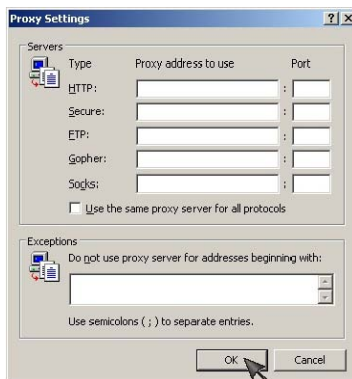 Proxy Settings
Servers
Type Proxy address to use Port
HTTP: :
Secure: :
FTP: :
Gopher: :
Socks: :
Use the same proxy server for all protocols
Exceptions
Do not use proxy server for addresses beginning with:
Use semicolons ( ; ) to separate entries.
OK Cancel